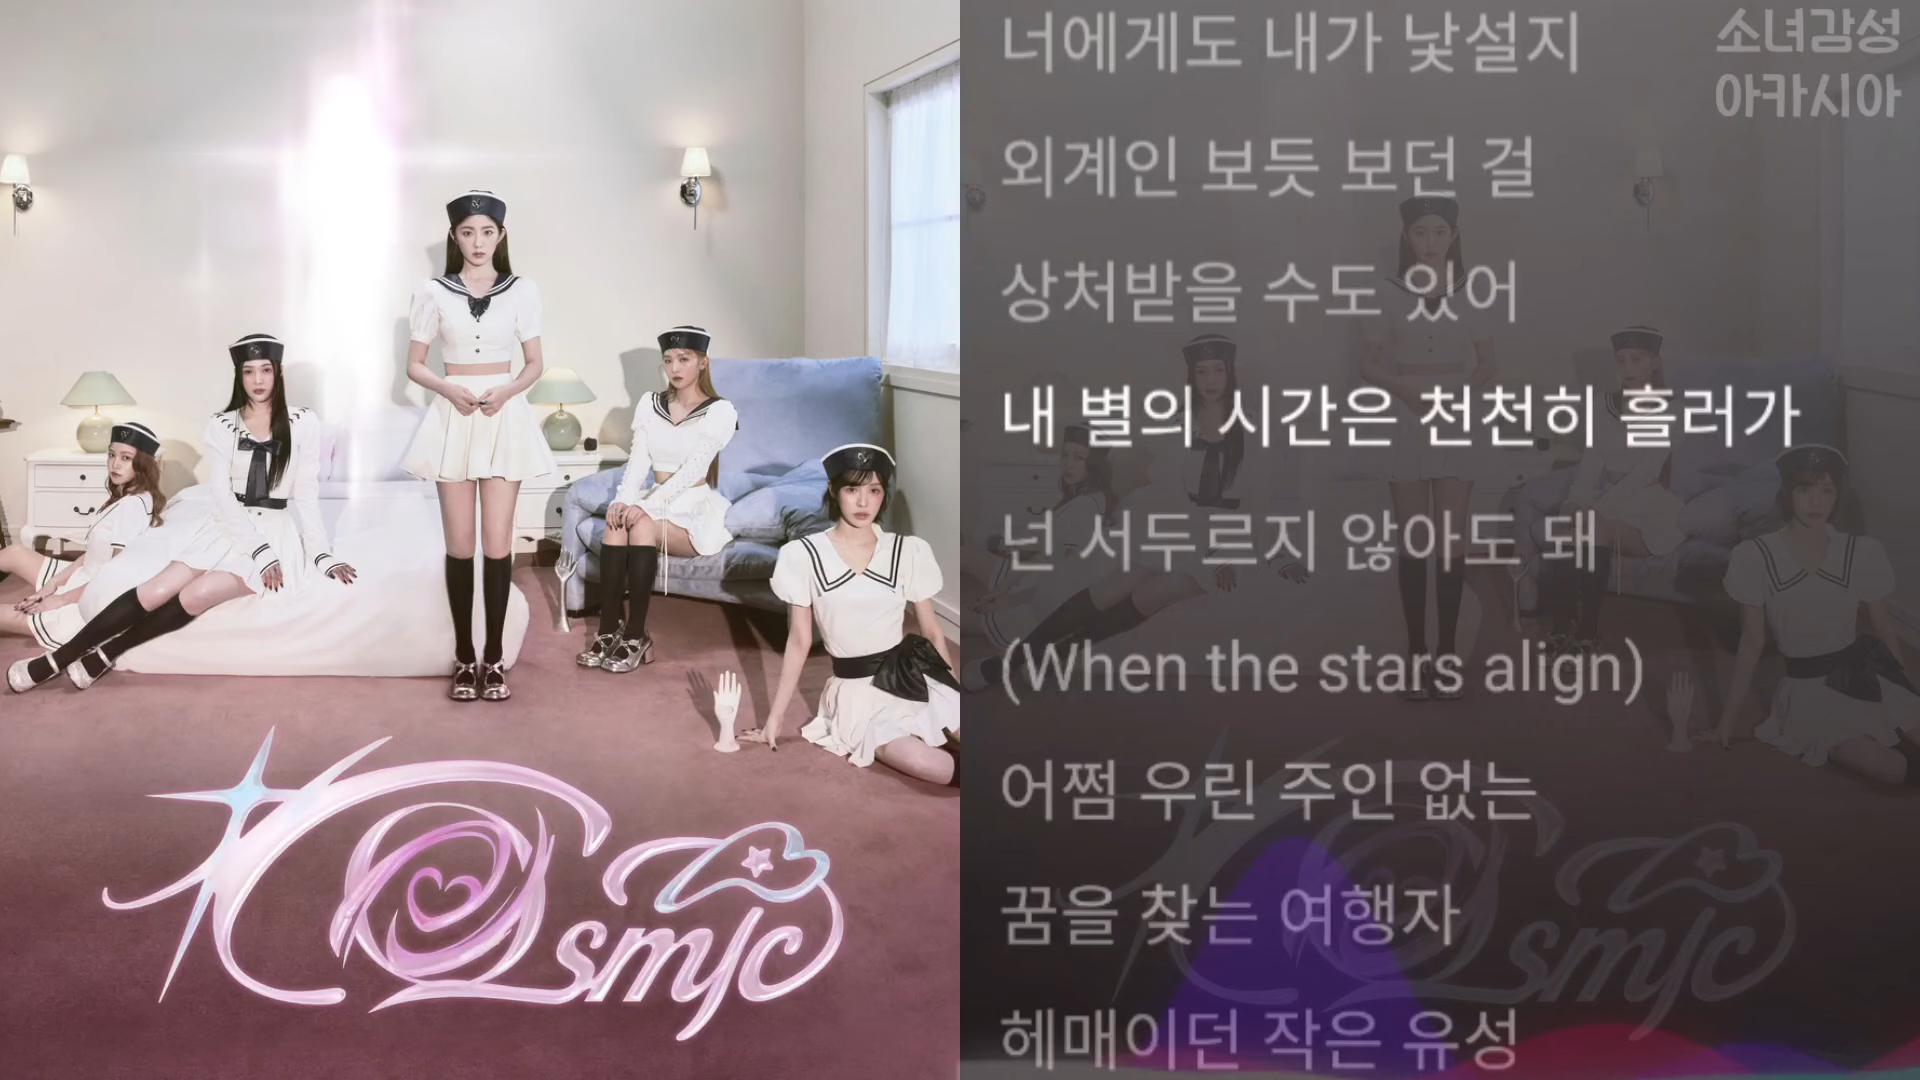 Cosmic
너에게도 내가 낯설지
외계인 보듯 보던 걸
상처받을 수도 있어
내 별의 시간은 천천히 흘러가
넌 서두르지 않아도 돼
(When the stars align)
어쩜 우린 주인 없는
꿈을 찾는 여행자
헤매이던 작은 유성
소녀감성
아카시아